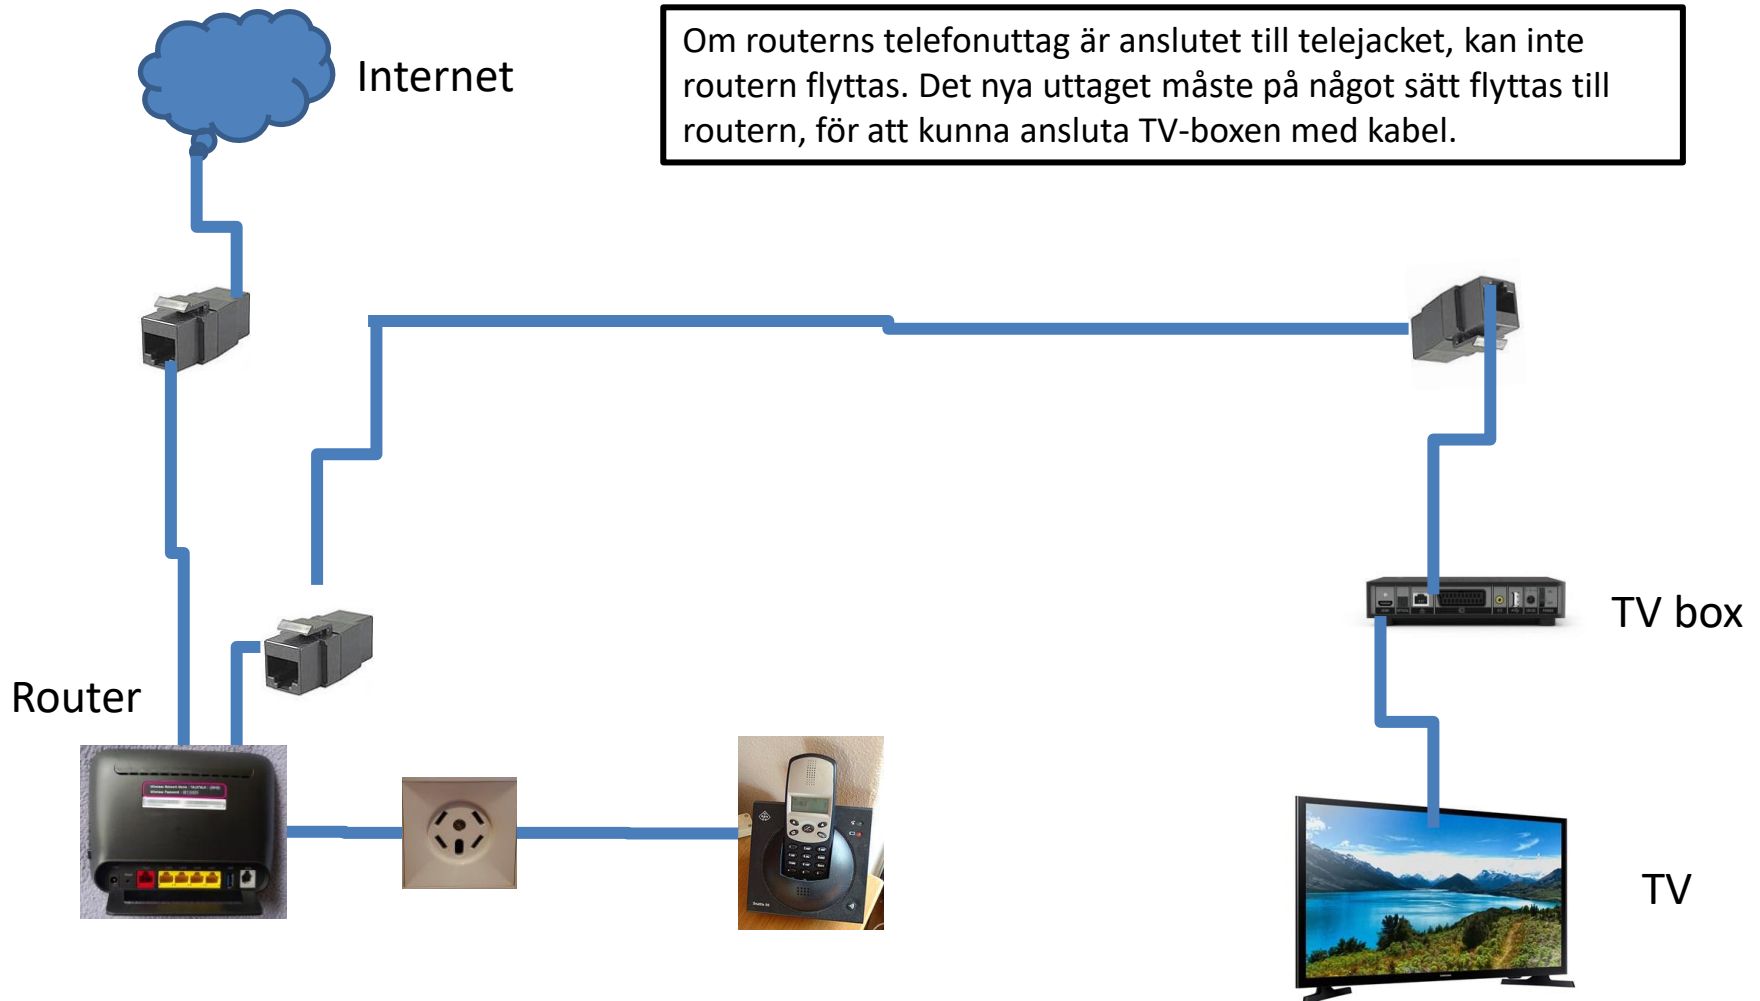 Internet
Om routerns telefonuttag är anslutet till telejacket, kan inte
routern flyttas. Det nya uttaget måste på något sätt flyttas till
routern, för att kunna ansluta TV-boxen med kabel.
TV box
Router
TV